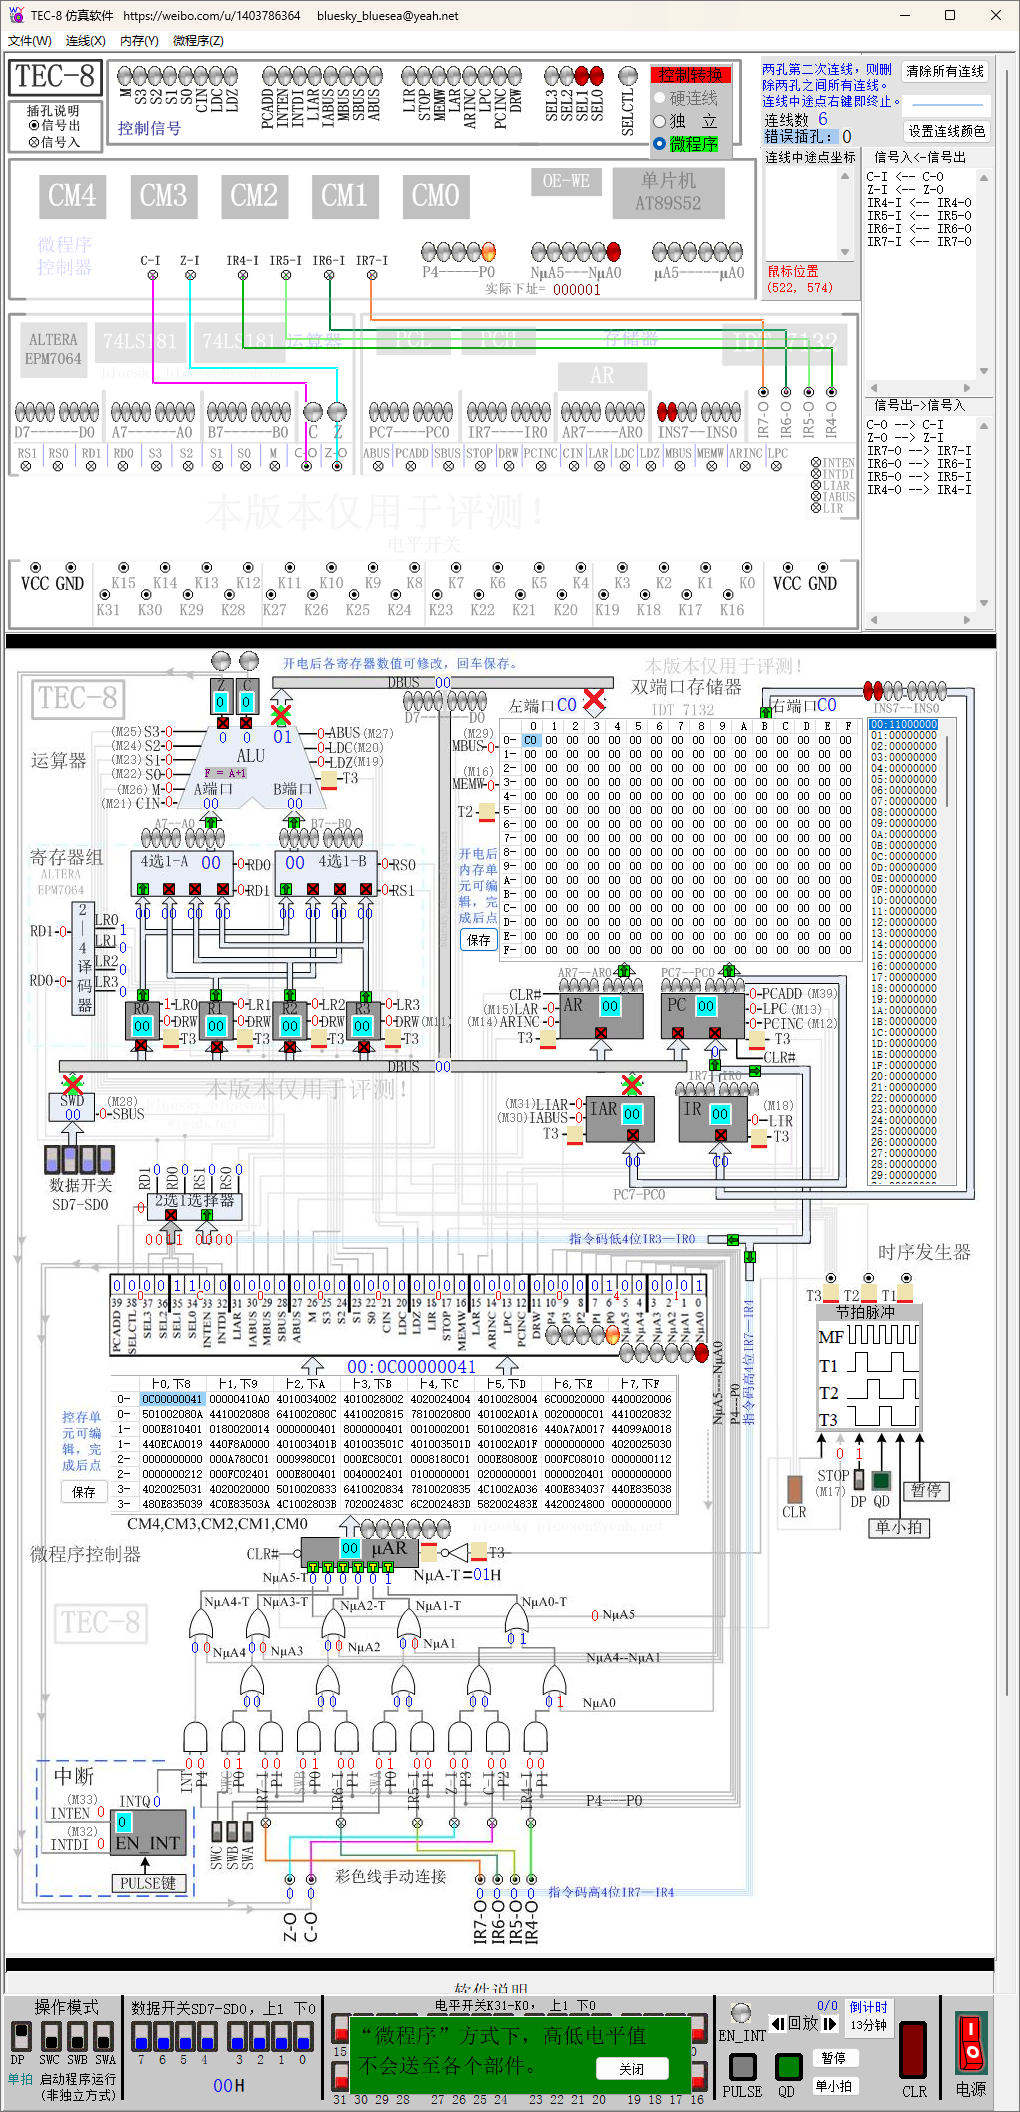 TEC-8 仿真软件 https://weibo.com/u/1403786364 bluesky_bluesea@yeah.net
文件(W) 连线(X) 内存(Y) 微程序(Z)
TEC-8
插孔说明
信号出
信号入
M S3 S2 S1 S0 CIN LDC LDZ
控制信号
PCADD INTEN INTDI LIAR IABUS MBUS SBUS ABUS
LIR STOP MEMW LAR ARINC LPC PCINC DRW
SEL3 SEL2 SEL1 SEL0 SELCTL
控制转换
硬连线
独 立
微程序
两孔第二次连线，则删
除两孔之间所有连线。
连线中途点右键即终止。
连线数 6
错误插孔：0
清除所有连线
设置连线颜色
连线中途点坐标
鼠标位置
(522, 574)
信号入<-信号出
C-I <-- C-O
Z-I <-- Z-O
IR4-I <-- IR4-O
IR5-I <-- IR5-O
IR6-I <-- IR6-O
IR7-I <-- IR7-O
信号出->信号入
C-O --> C-I
Z-O --> Z-I
IR7-O --> IR7-I
IR6-O --> IR6-I
IR5-O --> IR5-I
IR4-O --> IR4-I
CM4 CM3 CM2 CM1 CM0
OE-WE
单片机
AT89S52
微程序
控制器
C-I Z-I IR4-I IR5-I IR6-I IR7-I
P4-----P0 NμA5---NμA0 μA5-----μA0
实际下址= 000001
ALTERA
EPM7064
74LS181 74LS181 运算器
PCL PCH 存储器
AR
D7------D0 A7------A0 B7------B0 C Z
PC7----PC0 IR7----IR0 AR7----AR0 INS7--INS0
IR7-O IR6-O IR5-O IR4-O
RS1 RS0 RD1 RD0 S3 S2 S1 S0 M C-O Z-O
ABUS PCADD SBUS STOP DRW PCINC CIN LAR LDC LDZ MBUS MEMW ARINC LPC
INTEN
INTDI
LIAR
IABUS
LIR
本版本仅用于评测！
电平开关
VCC GND K15 K14 K13 K12 K11 K10 K9 K8 K7 K6 K5 K4 K3 K2 K1 K0 VCC GND
K31 K30 K29 K28 K27 K26 K25 K24 K23 K22 K21 K20 K19 K18 K17 K16
开电后各寄存器数值可修改，回车保存。
本版本仅用于评测！
TEC-8
DBUS 00
D7------D0
双端口存储器
左端口C0 IDT 7132 右端口C0
INS7--INS0
运算器
Z C
0 0
ALU
01
F = A+1
A端口 B端口
00 00
(M25)S3-0
(M24)S2-0
(M23)S1-0
(M22)S0-0
(M26)M-0
(M21)CIN-0
0-ABUS(M27)
0-LDC(M20)
0-LDZ(M19)
T3
A7--A0 B7--B0
(M29)
MBUS-0
(M16)
MEMW-0
T2
开电后
内存单
元可编
辑，完
成后点
保存
0 1 2 3 4 5 6 7 8 9 A B C D E F
0- C0 00 00 00 00 00 00 00 00 00 00 00 00 00 00 00
1- 00 00 00 00 00 00 00 00 00 00 00 00 00 00 00 00
2- 00 00 00 00 00 00 00 00 00 00 00 00 00 00 00 00
3- 00 00 00 00 00 00 00 00 00 00 00 00 00 00 00 00
4- 00 00 00 00 00 00 00 00 00 00 00 00 00 00 00 00
5- 00 00 00 00 00 00 00 00 00 00 00 00 00 00 00 00
6- 00 00 00 00 00 00 00 00 00 00 00 00 00 00 00 00
7- 00 00 00 00 00 00 00 00 00 00 00 00 00 00 00 00
8- 00 00 00 00 00 00 00 00 00 00 00 00 00 00 00 00
9- 00 00 00 00 00 00 00 00 00 00 00 00 00 00 00 00
A- 00 00 00 00 00 00 00 00 00 00 00 00 00 00 00 00
B- 00 00 00 00 00 00 00 00 00 00 00 00 00 00 00 00
C- 00 00 00 00 00 00 00 00 00 00 00 00 00 00 00 00
D- 00 00 00 00 00 00 00 00 00 00 00 00 00 00 00 00
E- 00 00 00 00 00 00 00 00 00 00 00 00 00 00 00 00
F- 00 00 00 00 00 00 00 00 00 00 00 00 00 00 00 00
00:11000000
01:00000000
02:00000000
03:00000000
04:00000000
05:00000000
06:00000000
07:00000000
08:00000000
09:00000000
0A:00000000
0B:00000000
0C:00000000
0D:00000000
0E:00000000
0F:00000000
10:00000000
11:00000000
12:00000000
13:00000000
14:00000000
15:00000000
16:00000000
17:00000000
18:00000000
19:00000000
1A:00000000
1B:00000000
1C:00000000
1D:00000000
1E:00000000
1F:00000000
20:00000000
21:00000000
22:00000000
23:00000000
24:00000000
25:00000000
26:00000000
27:00000000
28:00000000
29:00000000
寄存器组
ALTERA
EPM7064
4选1-A 00 0-RD0 0-RD1
00 4选1-B 0-RS0 0-RS1
00 00 00 00 00 00 00 00
2—4译码器
RD1-0 RD0-0
LR0 1
LR1 0
LR2 0
LR3 0
R0 00 1-LR0 0-DRW T3
R1 00 0-LR1 0-DRW T3
R2 00 0-LR2 0-DRW T3
R3 00 0-LR3 0-DRW(M11) T3
AR7--AR0 PC7--PC0
CLR#
(M15)LAR -0
(M14)ARINC -0
T3
AR 00
PC 00
0-PCADD(M39)
0-LPC(M13)
0-PCINC(M12)
T3
CLR#
DBUS 00
本版本仅用于评测！
SWD 00
(M28)
0-SBUS
数据开关
SD7-SD0
IR7 IR0
(M31)LIAR-0
(M30)IABUS-0
T3
IAR 00
IR 00
(M18)
0-LIR
T3
00 C0
PC7-PC0
RD1 0 RD0 0 RS1 0 RS0 0
0 2选1选择器
0011 0000
指令码低4位IR3—IR0
时序发生器
T3 T2 T1
节拍脉冲
MF
T1
T2
T3
STOP
(M17)
0 1
CLR DP QD 暂停
单小拍
39 38 37 36 35 34 33 32 31 30 29 28 27 26 25 24 23 22 21 20 19 18 17 16 15 14 13 12 11 10 9 8 7 6 5 4 3 2 1 0
PCADD SELCTL SEL3 SEL2 SEL1 SEL0 INTEN INTDI LIAR IABUS MBUS SBUS ABUS M S3 S2 S1 S0 CIN LDC LDZ LIR STOP MEMW LAR ARINC LPC PCINC DRW P4 P3 P2 P1 P0 NμA5 NμA4 NμA3 NμA2 NμA1 NμA0
00:0C00000041
NμA5----NμA0
P4---P0
指令码高4位IR7—IR4
控存单
元可编
辑，完
成后点
保存
上0,下8 上1,下9 上2,下A 上3,下B 上4,下C 上5,下D 上6,下E 上7,下F
0- 0C00000041 00000410A0 4010034002 4010028002 4020024004 4010028004 6C00020000 4400020006
0- 501002080A 4410020808 641002080C 4410020815 7810020800 401002A01A 0020000C01 4410020832
1- 000E810401 0180020014 0000000401 8000000401 0010002001 5010020816 440A7A0017 44099A0018
1- 440ECA0019 440F8A0000 401003401B 401003501C 401003501D 401002A01F 0000000000 4020025030
2- 0000000000 000A780C01 0009980C01 000EC80C01 0008180C01 000E88800E 000FC08010 0000000112
2- 0000000212 000FC02401 000E800401 0040002401 0100000001 0200000001 0000020401 0000000000
3- 4020025031 4020020000 5010020833 6410020834 7810020835 4C1002A036 400E834037 440E835038
3- 480E835039 4C0E83503A 4C1002803B 702002483C 6C2002483D 582002483E 4420024800 0000000000
CM4,CM3,CM2,CM1,CM0
微程序控制器
CLR# 00 μAR T3
NμA5-T 0 0 0 0 0 1 NμA-T=01H
TEC-8
NμA4-T NμA3-T NμA2-T NμA1-T NμA0-T
0 NμA5
NμA4 NμA3 NμA2 NμA1
NμA4--NμA1
NμA0
INT P4 SWC P0 IR7-I P1 SWB P0 IR6-I P1 SWA P0 IR5-I P1 Z-I P3 C-I P2 IR4-I P1
P4---P0
中断
(M33)
INTEN 0
(M32)
INTDI 0
INTQ 0
0
EN_INT
PULSE键
SWC SWB SWA
彩色线手动连接
0 0 0 0 0 0
指令码高4位IR7—IR4
Z-O C-O IR7-O IR6-O IR5-O IR4-O
软件说明
操作模式
DP SWC SWB SWA
单拍 启动程序运行
(非独立方式)
数据开关SD7-SD0，上1 下0
7 6 5 4 3 2 1 0
00H
电平开关K31-K0， 上1 下0
15
“微程序”方式下，高低电平值
不会送至各个部件。
关闭
31 30 29 28 27 26 25 24 23 22 21 20 19 18 17 16
EN_INT
0/0
回放
倒计时
13分钟
暂停
单小拍
PULSE QD CLR 电源